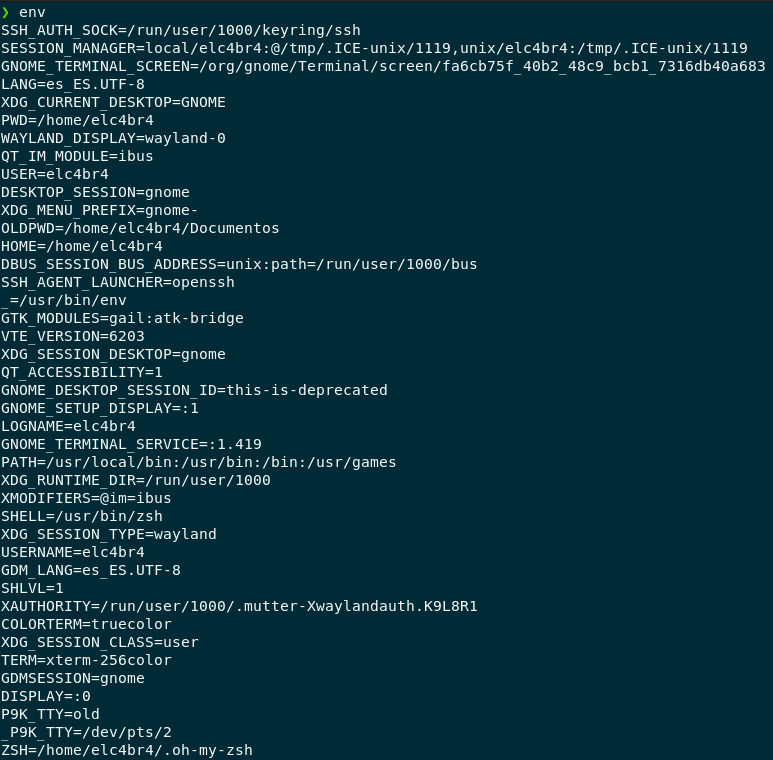 ❯ env
SSH_AUTH_SOCK=/run/user/1000/keyring/ssh
SESSION_MANAGER=local/elc4br4:@/tmp/.ICE-unix/1119,unix/elc4br4:/tmp/.ICE-unix/1119
GNOME_TERMINAL_SCREEN=/org/gnome/Terminal/screen/fa6cb75f_40b2_48c9_bcb1_7316db40a683
LANG=es_ES.UTF-8
XDG_CURRENT_DESKTOP=GNOME
PWD=/home/elc4br4
WAYLAND_DISPLAY=wayland-0
QT_IM_MODULE=ibus
USER=elc4br4
DESKTOP_SESSION=gnome
XDG_MENU_PREFIX=gnome-
OLDPWD=/home/elc4br4/Documentos
HOME=/home/elc4br4
DBUS_SESSION_BUS_ADDRESS=unix:path=/run/user/1000/bus
SSH_AGENT_LAUNCHER=openssh
_=/usr/bin/env
GTK_MODULES=gail:atk-bridge
VTE_VERSION=6203
XDG_SESSION_DESKTOP=gnome
QT_ACCESSIBILITY=1
GNOME_DESKTOP_SESSION_ID=this-is-deprecated
GNOME_SETUP_DISPLAY=:1
LOGNAME=elc4br4
GNOME_TERMINAL_SERVICE=:1.419
PATH=/usr/local/bin:/usr/bin:/bin:/usr/games
XDG_RUNTIME_DIR=/run/user/1000
XMODIFIERS=@im=ibus
SHELL=/usr/bin/zsh
XDG_SESSION_TYPE=wayland
USERNAME=elc4br4
GDM_LANG=es_ES.UTF-8
SHLVL=1
XAUTHORITY=/run/user/1000/.mutter-Xwaylandauth.K9L8R1
COLORTERM=truecolor
XDG_SESSION_CLASS=user
TERM=xterm-256color
GDMSESSION=gnome
DISPLAY=:0
P9K_TTY=old
_P9K_TTY=/dev/pts/2
ZSH=/home/elc4br4/.oh-my-zsh